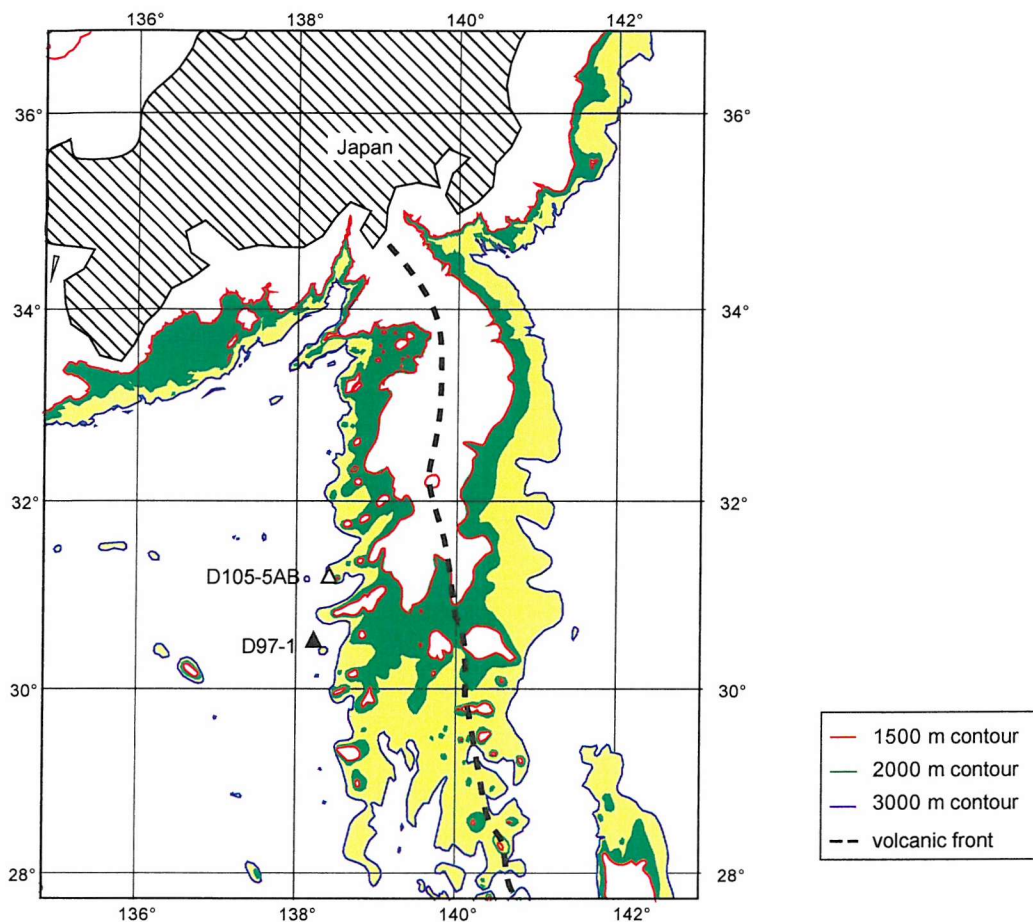 136° 138° 140° 142°
36° 36°
Japan
34° 34°
32° 32°
D105-5AB
D97-1
30° 30°
1500 m contour
2000 m contour
3000 m contour
volcanic front
28° 28°
136° 138° 140° 142°